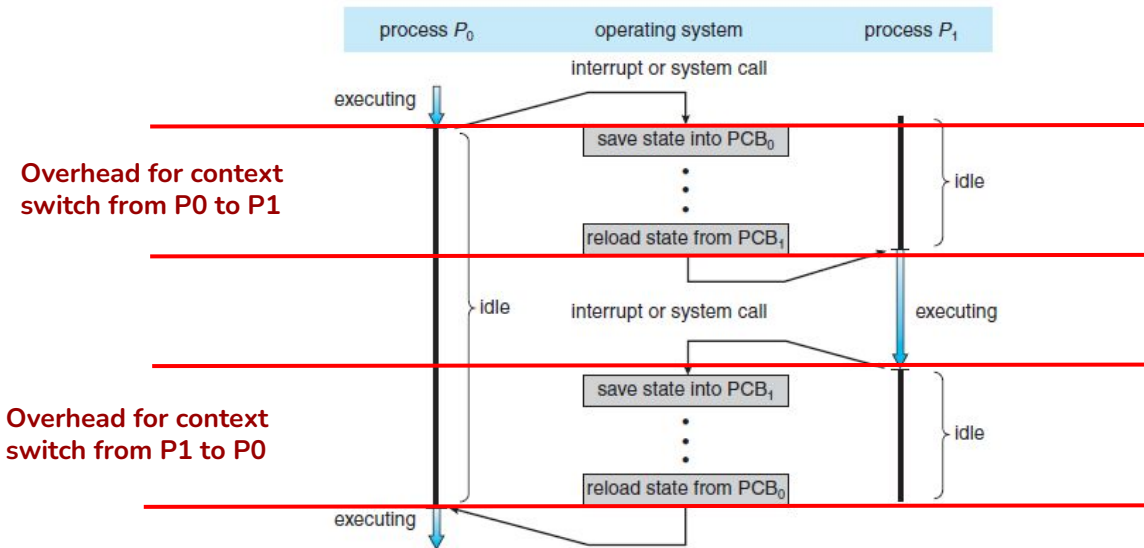 process P₀ operating system process P₁
interrupt or system call
executing
save state into PCB₀
Overhead for context
switch from P0 to P1
idle
reload state from PCB₁
idle
interrupt or system call
executing
save state into PCB₁
Overhead for context
switch from P1 to P0
idle
reload state from PCB₀
executing